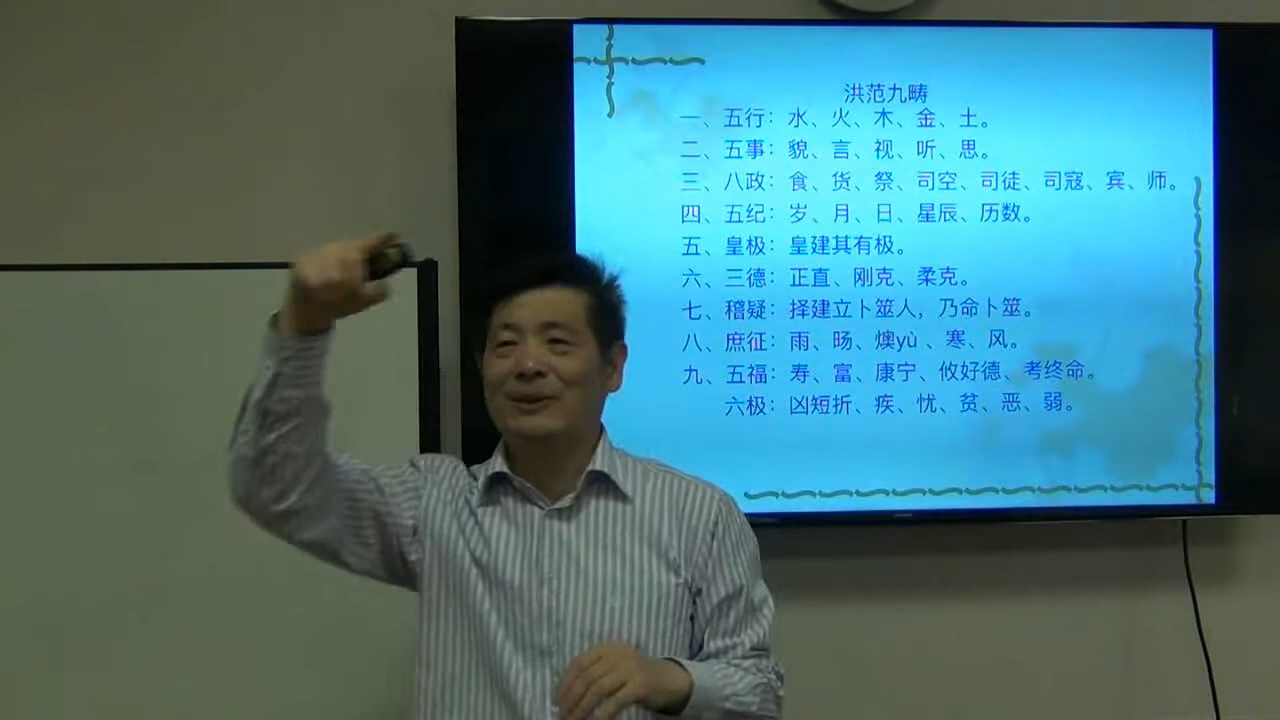 洪范九畴
一、五行：水、火、木、金、土。
二、五事：貌、言、视、听、思。
三、八政：食、货、祭、司空、司徒、司寇、宾、师。
四、五纪：岁、月、日、星辰、历数。
五、皇极：皇建其有极。
六、三德：正直、刚克、柔克。
七、稽疑：择建立卜筮人，乃命卜筮。
八、庶征：雨、旸、燠yù 、寒、风。
九、五福：寿、富、康宁、攸好德、考终命。
六极：凶短折、疾、忧、贫、恶、弱。